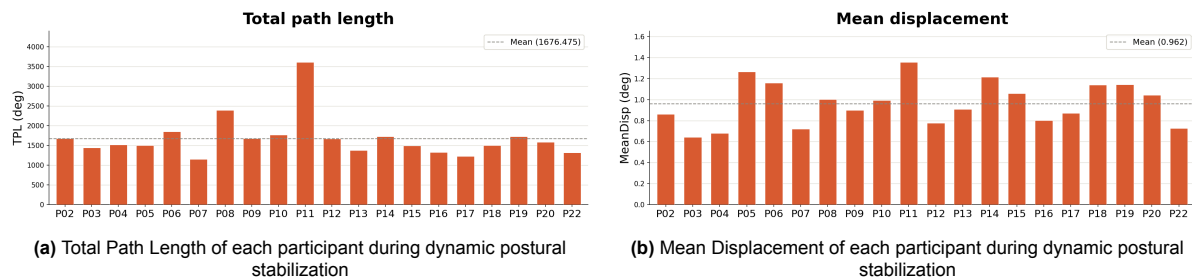 Total path length
Mean (1676.475)
TPL (deg)
4000
3500
3000
2500
2000
1500
1000
500
0
P02 P03 P04 P05 P06 P07 P08 P09 P10 P11 P12 P13 P14 P15 P16 P17 P18 P19 P20 P22
(a) Total Path Length of each participant during dynamic postural
stabilization
Mean displacement
Mean (0.962)
MeanDisp (deg)
1.6
1.4
1.2
1.0
0.8
0.6
0.4
0.2
0.0
P02 P03 P04 P05 P06 P07 P08 P09 P10 P11 P12 P13 P14 P15 P16 P17 P18 P19 P20 P22
(b) Mean Displacement of each participant during dynamic postural
stabilization